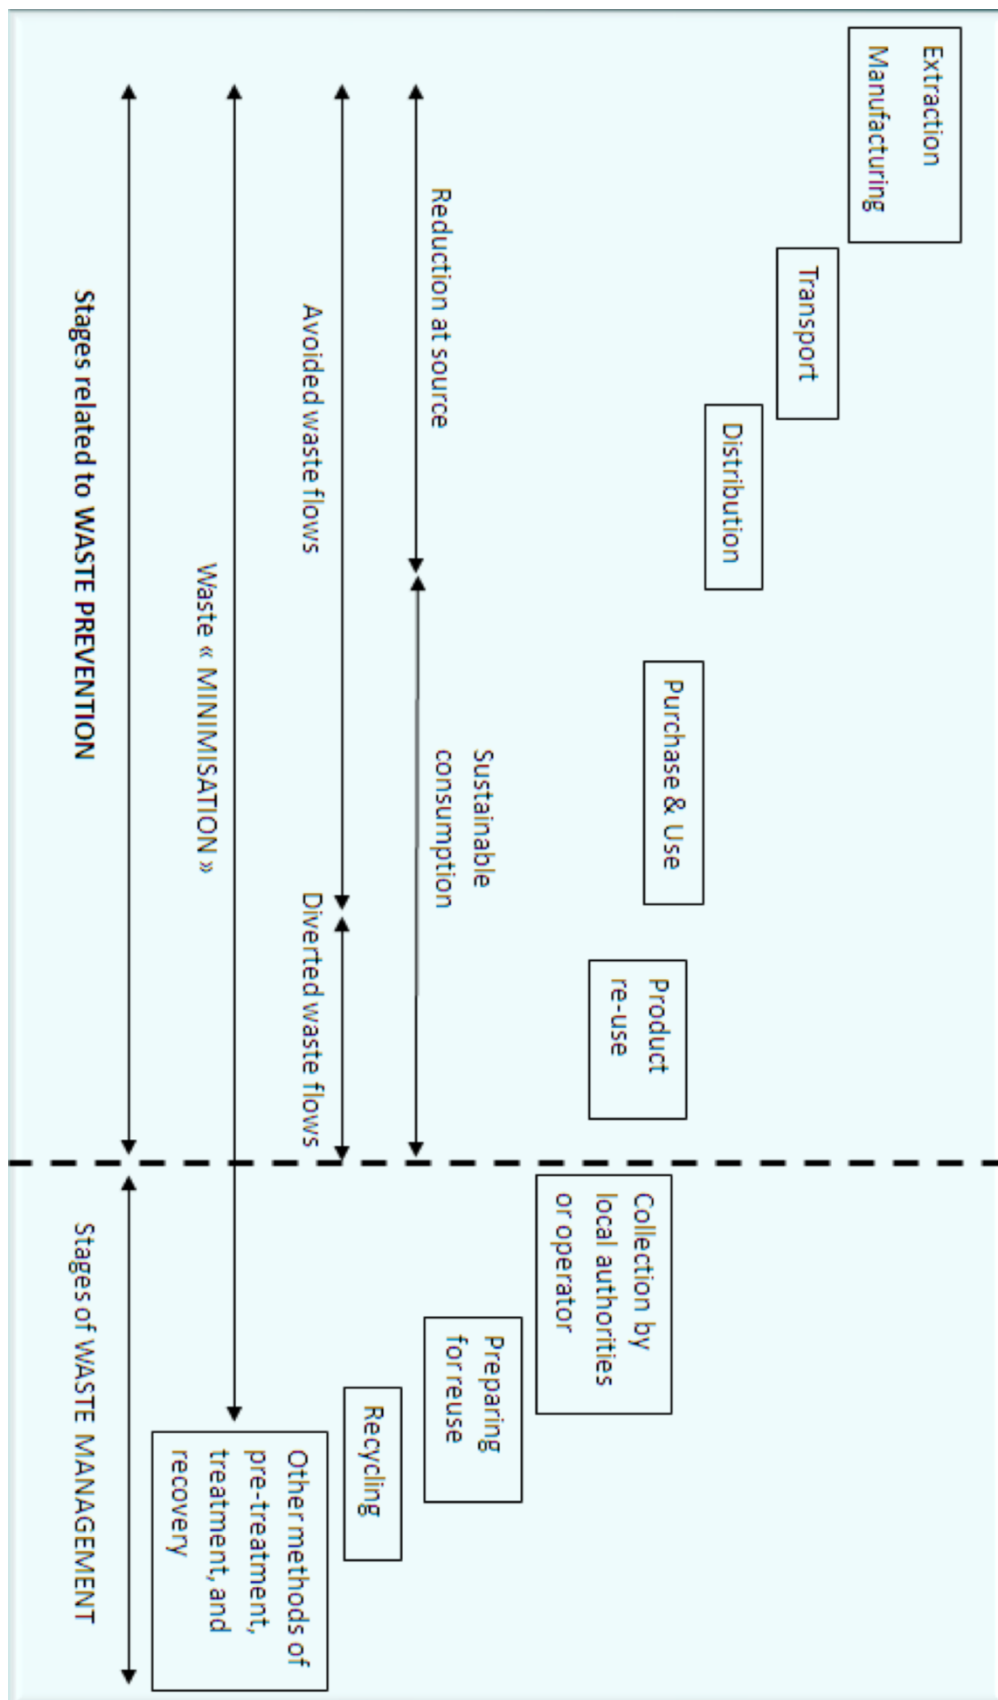 Extraction
Manufacturing
Transport
Distribution
Purchase & Use
Product
re-use
Collection by
local authorities
or operator
Preparing
for reuse
Recycling
Other methods of
pre-treatment,
treatment, and
recovery
Reduction at source
Sustainable
consumption
Avoided waste flows
Diverted waste flows
Waste « MINIMISATION »
Stages related to WASTE PREVENTION
Stages of WASTE MANAGEMENT